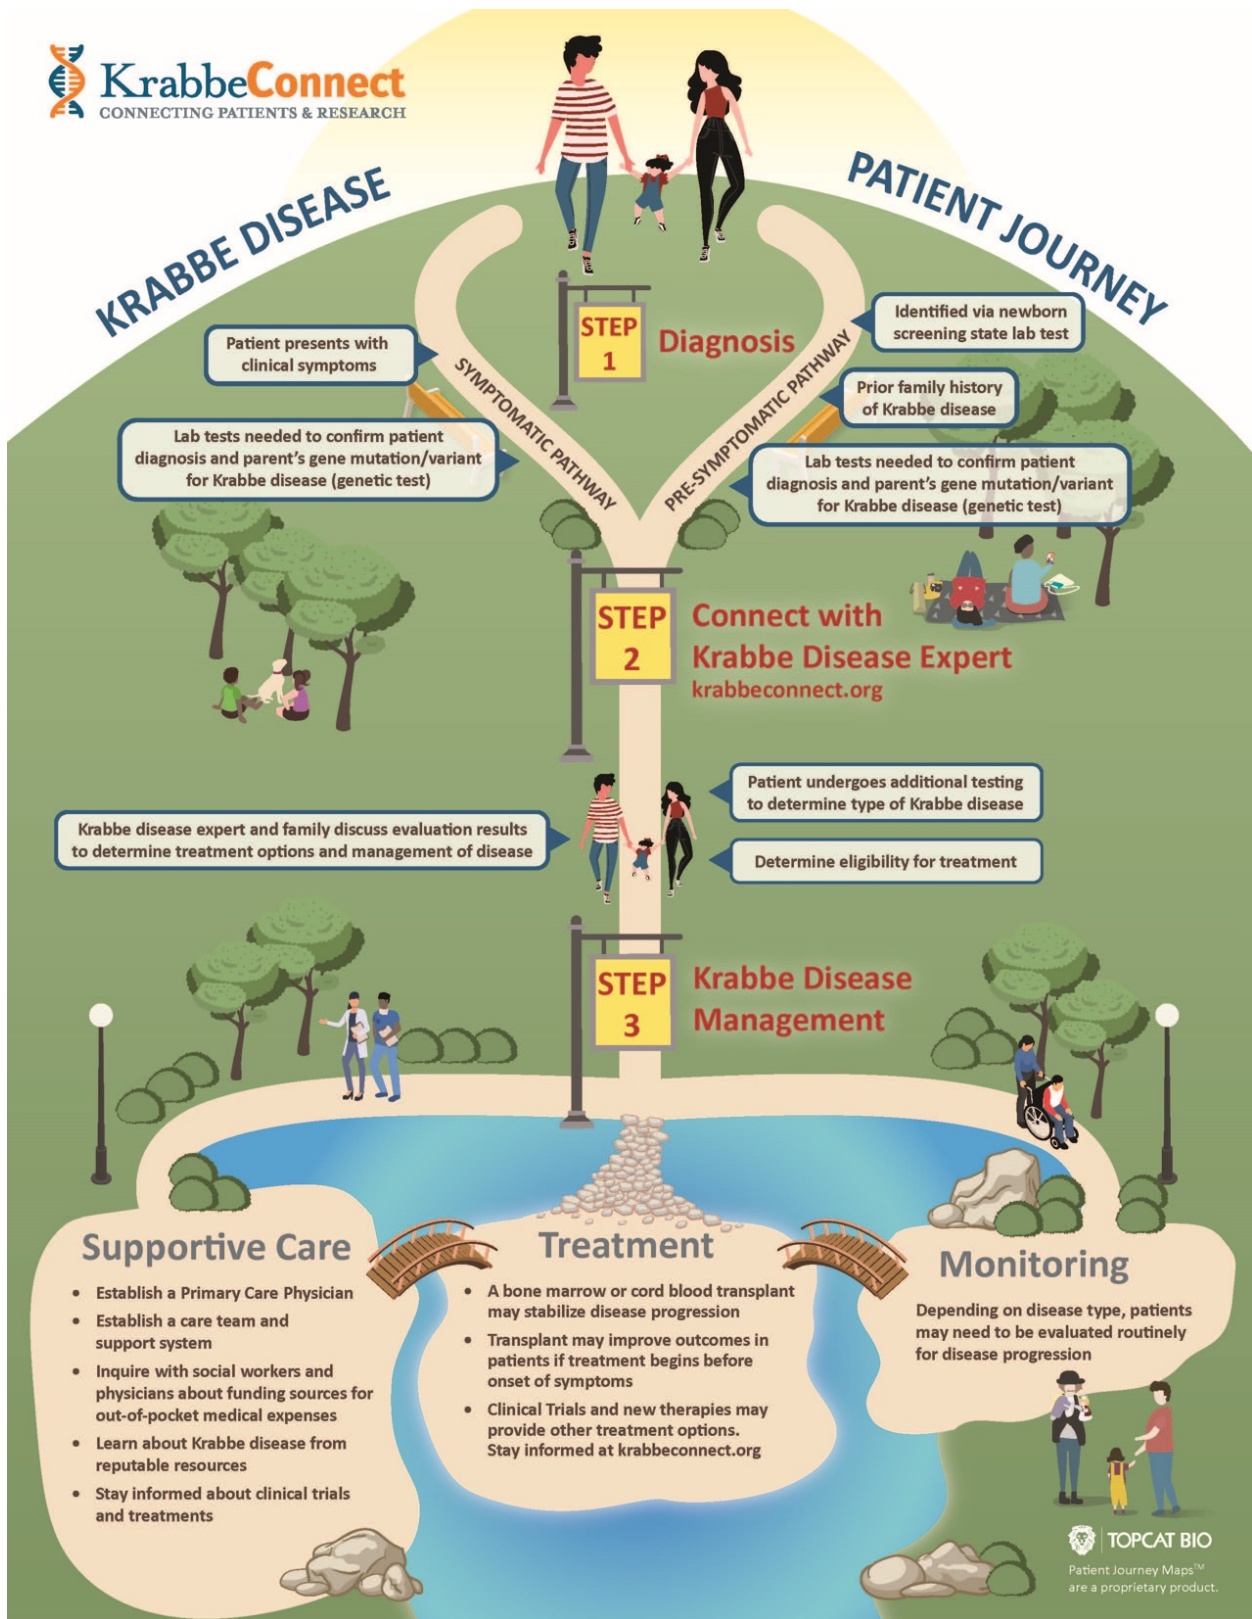 KrabbeConnect
CONNECTING PATIENTS & RESEARCH
KRABBE DISEASE
PATIENT JOURNEY
STEP
1
Diagnosis
SYMPTOMATIC PATHWAY
Patient presents with
clinical symptoms
Lab tests needed to confirm patient
diagnosis and parent's gene mutation/variant
for Krabbe disease (genetic test)
PRE-SYMPTOMATIC PATHWAY
Identified via newborn
screening state lab test
Prior family history
of Krabbe disease
Lab tests needed to confirm patient
diagnosis and parent's gene mutation/variant
for Krabbe disease (genetic test)
STEP
2
Connect with
Krabbe Disease Expert
krabbeconnect.org
Patient undergoes additional testing
to determine type of Krabbe disease
Krabbe disease expert and family discuss evaluation results
to determine treatment options and management of disease
Determine eligibility for treatment
STEP
3
Krabbe Disease
Management
Supportive Care
• Establish a Primary Care Physician
• Establish a care team and
support system
• Inquire with social workers and
physicians about funding sources for
out-of-pocket medical expenses
• Learn about Krabbe disease from
reputable resources
• Stay informed about clinical trials
and treatments
Treatment
• A bone marrow or cord blood transplant
may stabilize disease progression
• Transplant may improve outcomes in
patients if treatment begins before
onset of symptoms
• Clinical Trials and new therapies may
provide other treatment options.
Stay informed at krabbeconnect.org
Monitoring
Depending on disease type, patients
may need to be evaluated routinely
for disease progression
TOPCAT BIO
Patient Journey Maps™
are a proprietary product.